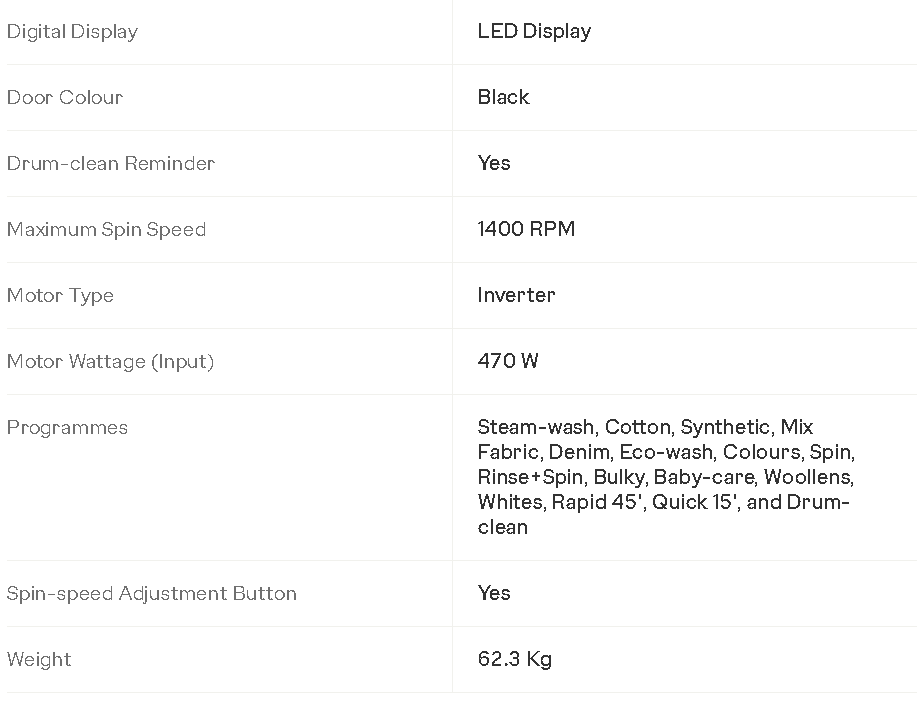 Digital Display
LED Display
Door Colour
Black
Drum-clean Reminder
Yes
Maximum Spin Speed
1400 RPM
Motor Type
Inverter
Motor Wattage (Input)
470 W
Programmes
Steam-wash, Cotton, Synthetic, Mix
Fabric, Denim, Eco-wash, Colours, Spin,
Rinse+Spin, Bulky, Baby-care, Woollens,
Whites, Rapid 45', Quick 15', and Drum-
clean
Spin-speed Adjustment Button
Yes
Weight
62.3 Kg